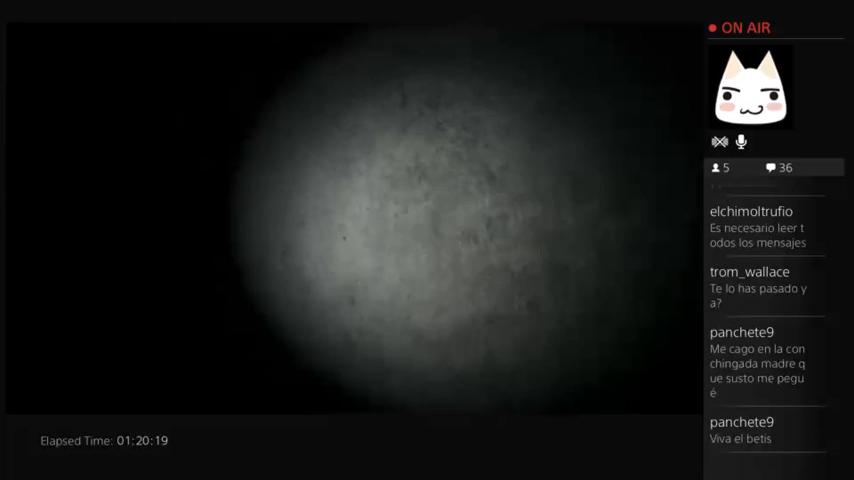 ON AIR
5 36
elchimoltrufio
Es necesario leer t
odos los mensajes
trom_wallace
Te lo has pasado y
a?
panchete9
Me cago en la con
chingada madre q
ue susto me pegu
é
panchete9
Viva el betis
Elapsed Time: 01:20:19